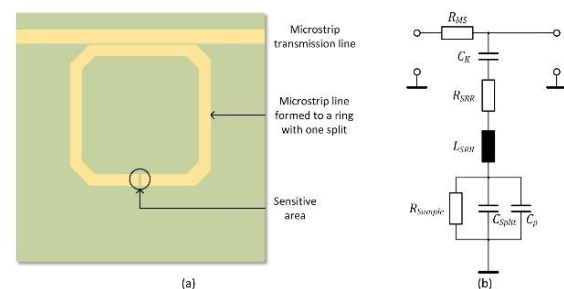 Microstrip
transmission line
Microstrip line
formed to a ring
with one split
Sensitive
area
(a)
R_MS
C_K
R_SRR
L_SRR
R_Sample
C_Split
C_p
(b)